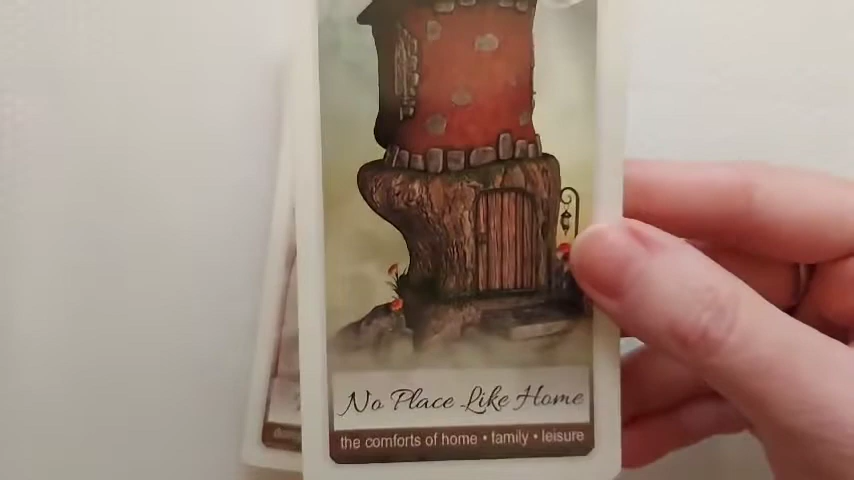 No Place Like Home
the comforts of home • family • leisure